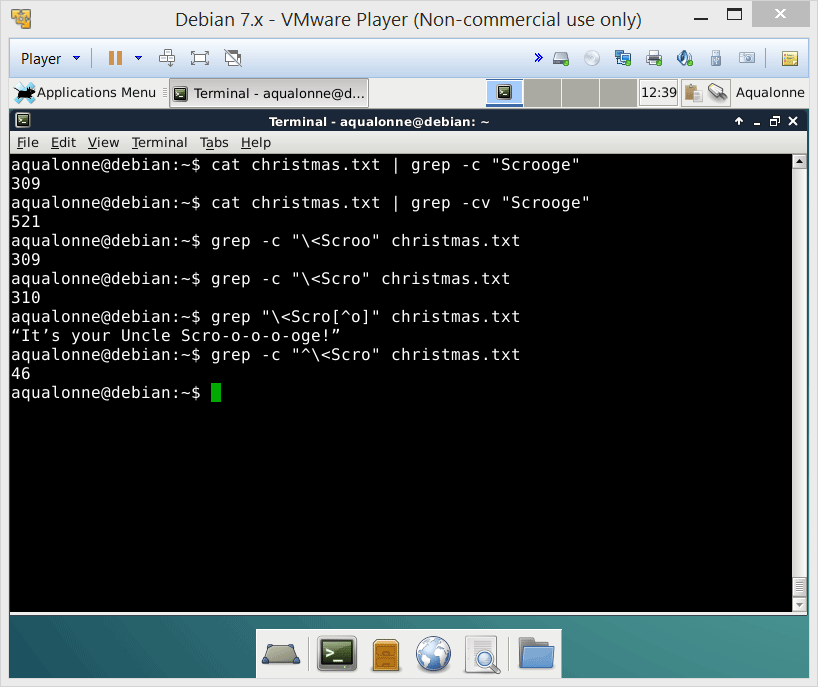 Debian 7.x - VMware Player (Non-commercial use only)
Player
Applications Menu
Terminal - aqualonne@d...
12:39
Aqualonne
Terminal - aqualonne@debian: ~
File Edit View Terminal Tabs Help
aqualonne@debian:~$ cat christmas.txt | grep -c "Scrooge"
309
aqualonne@debian:~$ cat christmas.txt | grep -cv "Scrooge"
521
aqualonne@debian:~$ grep -c "\<Scroo" christmas.txt
309
aqualonne@debian:~$ grep -c "\<Scro" christmas.txt
310
aqualonne@debian:~$ grep "\<Scro[^o]" christmas.txt
“It’s your Uncle Scro-o-o-o-oge!”
aqualonne@debian:~$ grep -c "^\<Scro" christmas.txt
46
aqualonne@debian:~$